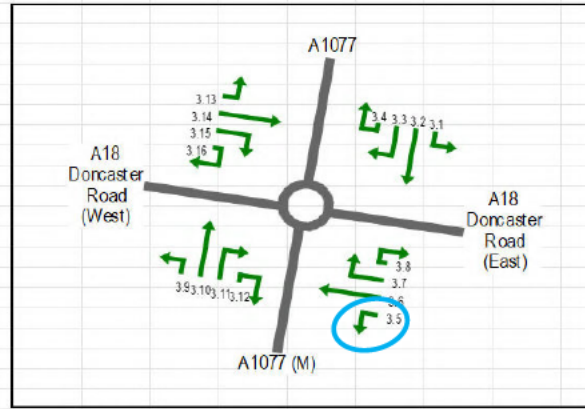 A1077
3.13
3.14
3.15
3.16
3.4 3.3 3.2 3.1
A18
Doncaster
Road
(West)
A18
Doncaster
Road
(East)
3.9 3.10 3.11 3.12
3.8
3.7
3.6
3.5
A1077 (M)